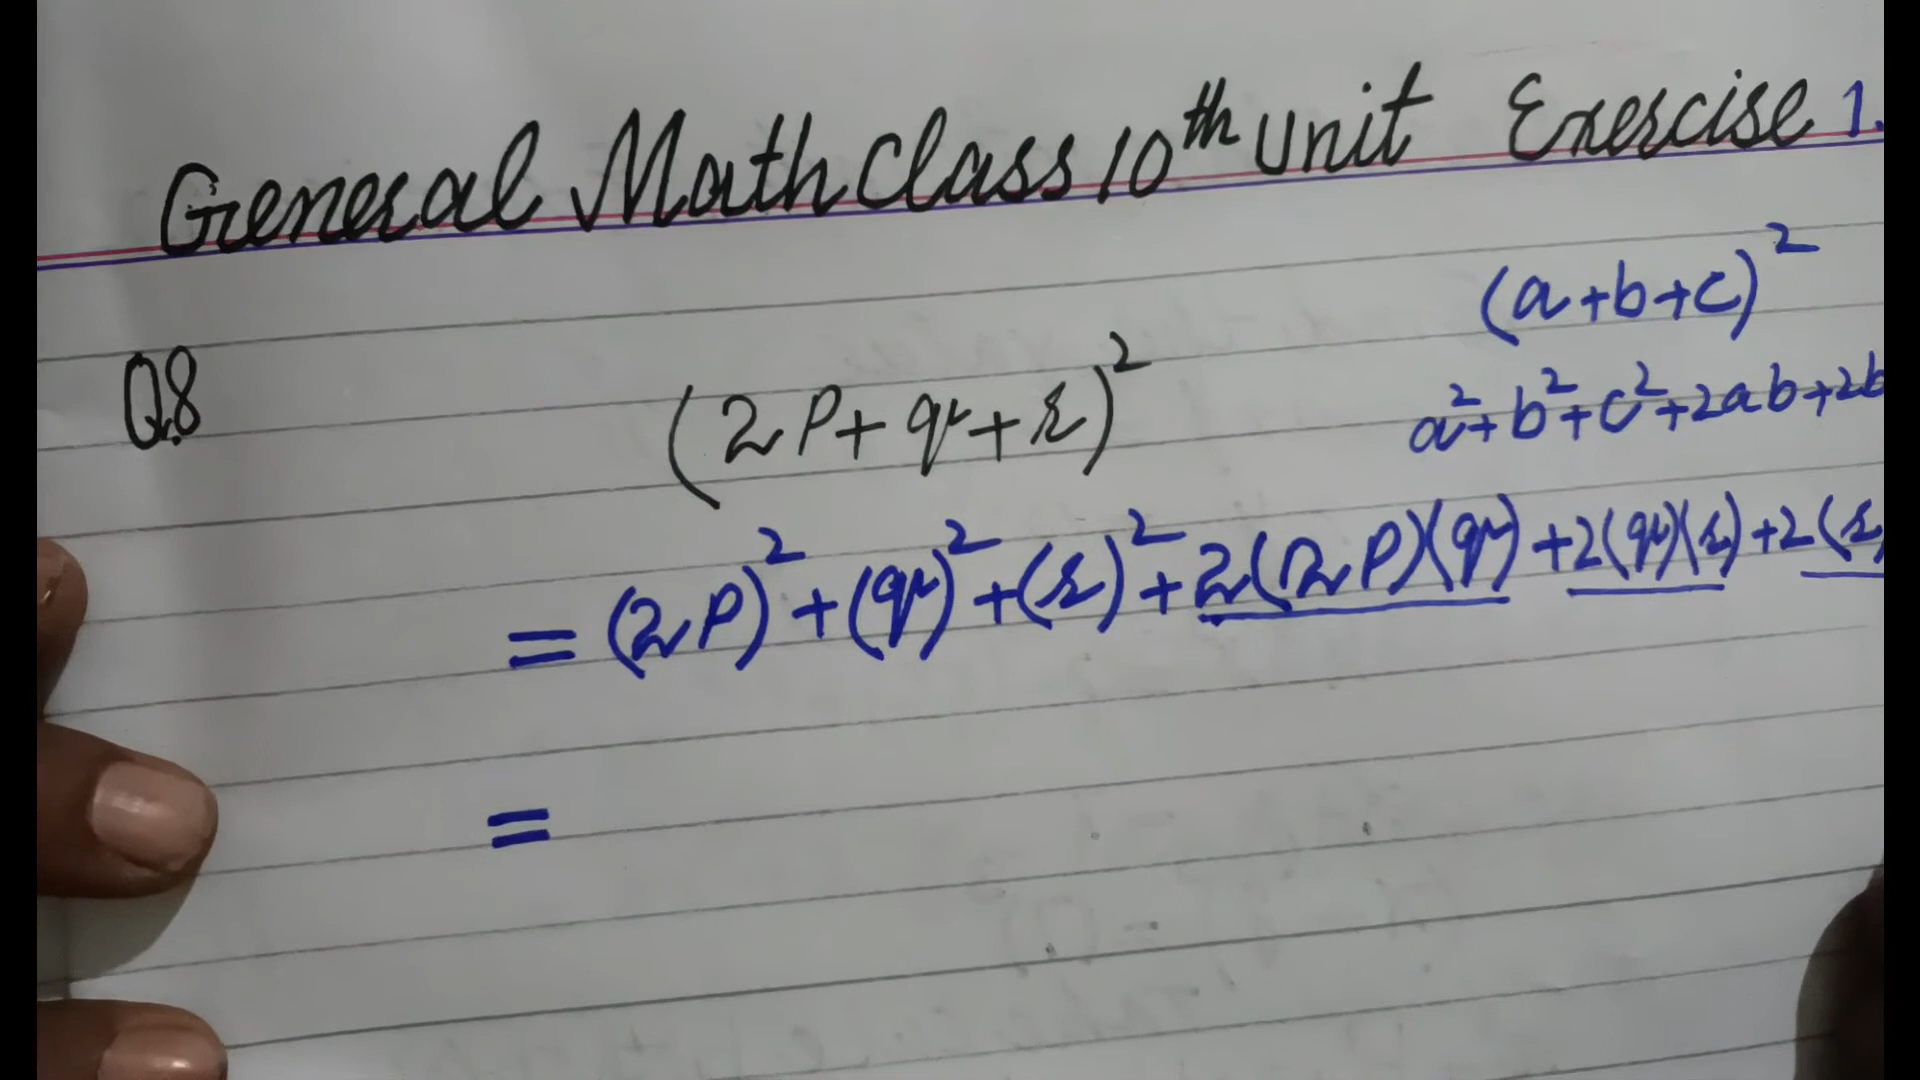 General Math Class 10th Unit Exercise 1.
(a+b+c)²
Q.8 (2P+q+r)² a²+b²+c²+2ab+2b
= (2P)²+(q)²+(r)²+2(2P)(q)+2(q)(r)+2(r
=